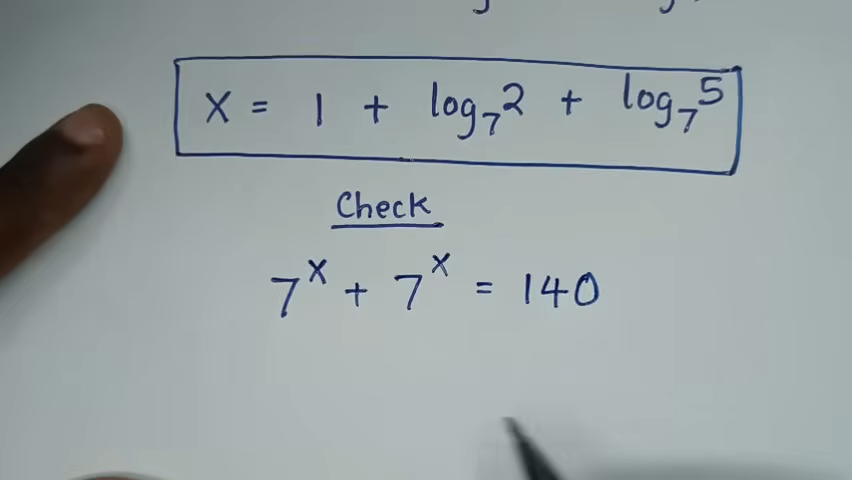 x = 1 + log₇2 + log₇5
Check
7ˣ + 7ˣ = 140